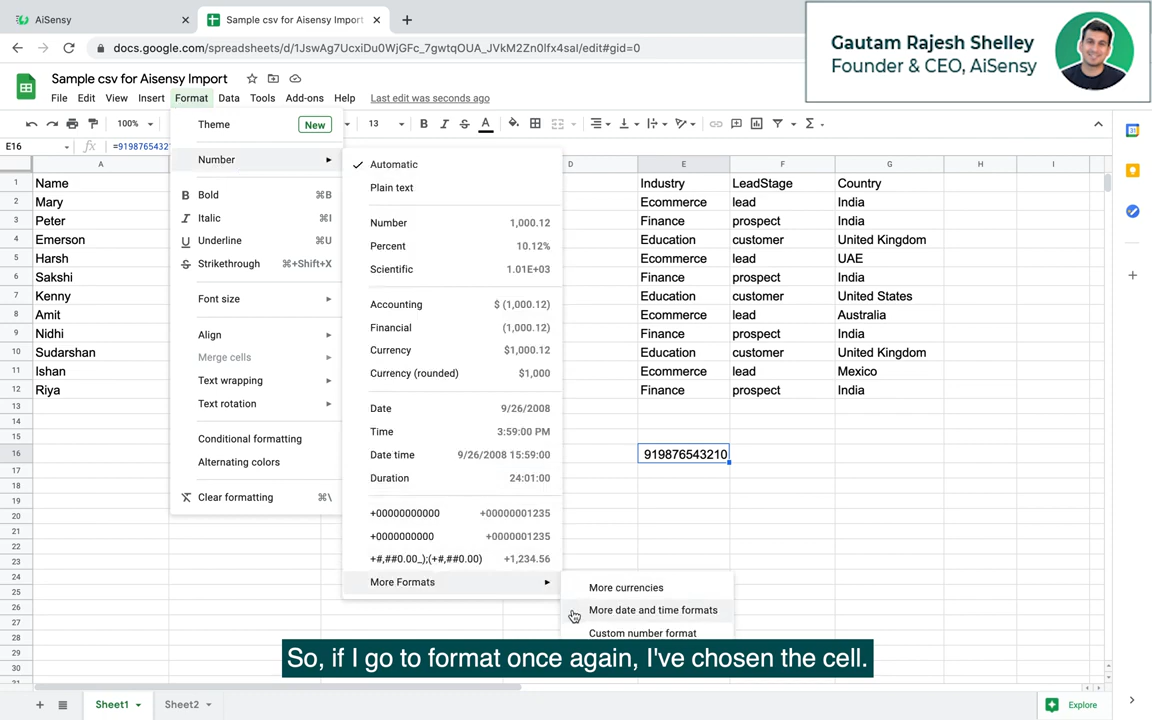 AiSensy
Sample csv for Aisensy Import
docs.google.com/spreadsheets/d/1JswAg7UcxiDu0WjGFc_7gwtqOUA_JVkM2Zn0Ifx4saI/edit#gid=0
Gautam Rajesh Shelley
Founder & CEO, AiSensy
Sample csv for Aisensy Import
File Edit View Insert Format Data Tools Add-ons Help Last edit was seconds ago
100% 13 B I S A
E16 fx =9198765432
A D E F G H I
Theme New
Number
Bold ⌘B
Italic ⌘I
Underline ⌘U
Strikethrough ⌘+Shift+X
Font size
Align
Merge cells
Text wrapping
Text rotation
Conditional formatting
Alternating colors
Clear formatting ⌘\
Automatic
Plain text
Number 1,000.12
Percent 10.12%
Scientific 1.01E+03
Accounting $ (1,000.12)
Financial (1,000.12)
Currency $1,000.12
Currency (rounded) $1,000
Date 9/26/2008
Time 3:59:00 PM
Date time 9/26/2008 15:59:00
Duration 24:01:00
+00000000000 +00000001235
+0000000000 +0000001235
+#,##0.00_);(+#,##0.00) +1,234.56
More Formats
More currencies
More date and time formats
Custom number format
1 Name Industry LeadStage Country
2 Mary Ecommerce lead India
3 Peter Finance prospect India
4 Emerson Education customer United Kingdom
5 Harsh Ecommerce lead UAE
6 Sakshi Finance prospect India
7 Kenny Education customer United States
8 Amit Ecommerce lead Australia
9 Nidhi Finance prospect India
10 Sudarshan Education customer United Kingdom
11 Ishan Ecommerce lead Mexico
12 Riya Finance prospect India
13
14
15
16 919876543210
17
18
19
20
21
22
23
24
25
26
27
28
29
30
31
So, if I go to format once again, I've chosen the cell.
Sheet1 Sheet2 Explore